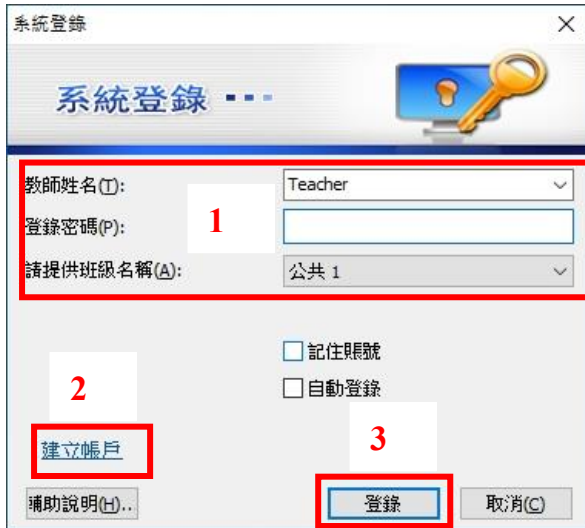 系統登錄
系統登錄
教師姓名(T):
Teacher
登錄密碼(P):
1
請提供班級名稱(A):
公共 1
記住賬號
自動登錄
2
建立帳戶
3
輔助說明(H)..
登錄
取消(C)